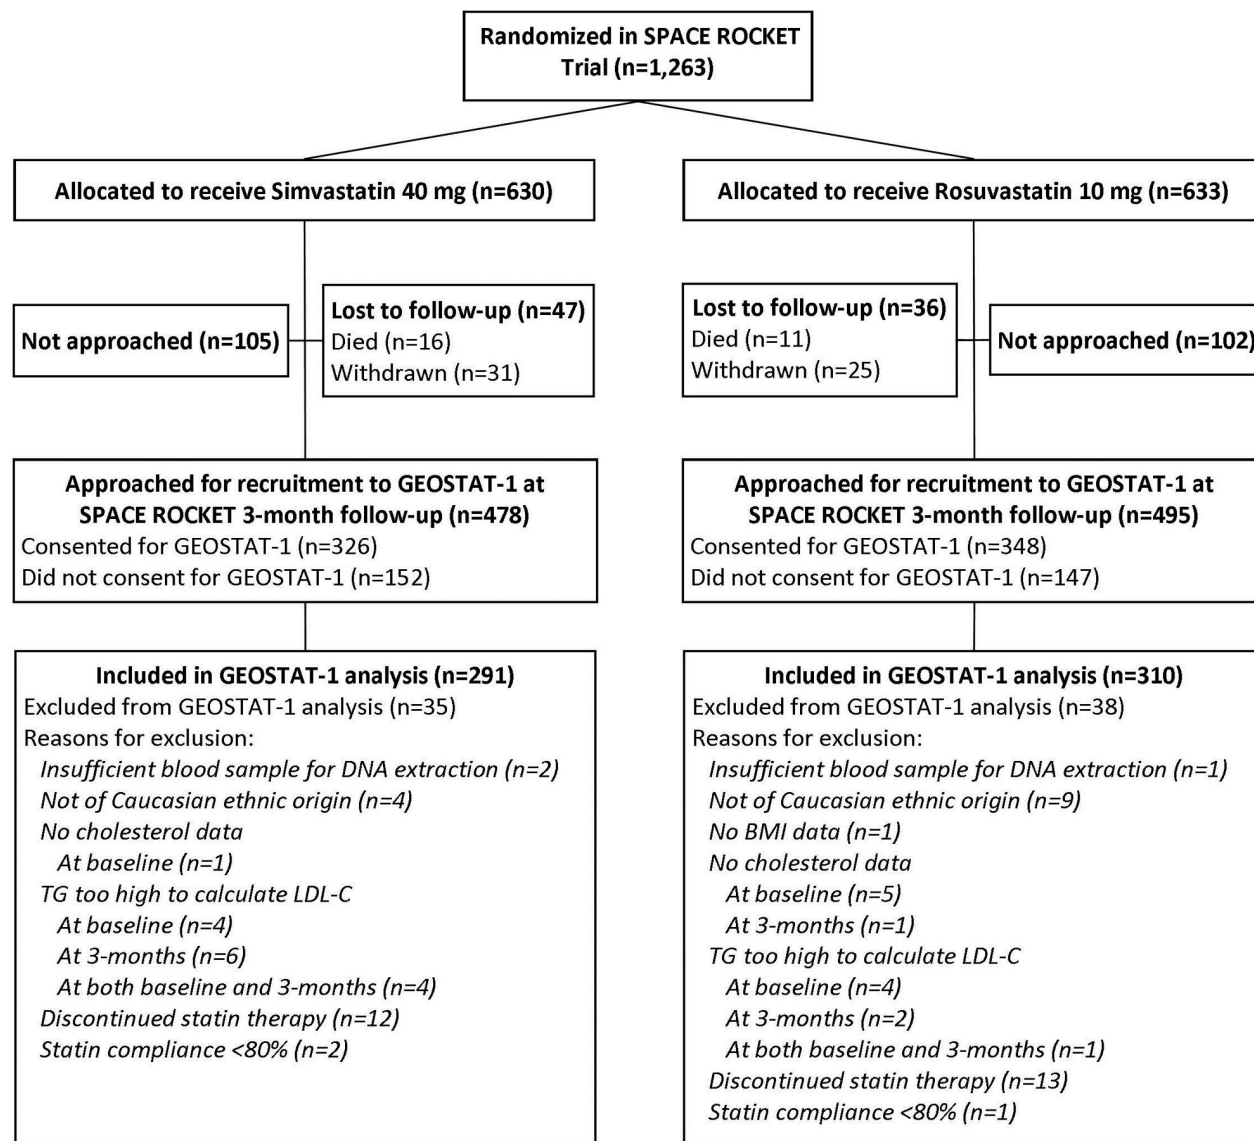 Randomized in SPACE ROCKET
Trial (n=1,263)
Allocated to receive Simvastatin 40 mg (n=630)
Allocated to receive Rosuvastatin 10 mg (n=633)
Not approached (n=105)
Lost to follow-up (n=47)
Died (n=16)
Withdrawn (n=31)
Lost to follow-up (n=36)
Died (n=11)
Withdrawn (n=25)
Not approached (n=102)
Approached for recruitment to GEOSTAT-1 at
SPACE ROCKET 3-month follow-up (n=478)
Consented for GEOSTAT-1 (n=326)
Did not consent for GEOSTAT-1 (n=152)
Approached for recruitment to GEOSTAT-1 at
SPACE ROCKET 3-month follow-up (n=495)
Consented for GEOSTAT-1 (n=348)
Did not consent for GEOSTAT-1 (n=147)
Included in GEOSTAT-1 analysis (n=291)
Excluded from GEOSTAT-1 analysis (n=35)
Reasons for exclusion:
Insufficient blood sample for DNA extraction (n=2)
Not of Caucasian ethnic origin (n=4)
No cholesterol data
At baseline (n=1)
TG too high to calculate LDL-C
At baseline (n=4)
At 3-months (n=6)
At both baseline and 3-months (n=4)
Discontinued statin therapy (n=12)
Statin compliance <80% (n=2)
Included in GEOSTAT-1 analysis (n=310)
Excluded from GEOSTAT-1 analysis (n=38)
Reasons for exclusion:
Insufficient blood sample for DNA extraction (n=1)
Not of Caucasian ethnic origin (n=9)
No BMI data (n=1)
No cholesterol data
At baseline (n=5)
At 3-months (n=1)
TG too high to calculate LDL-C
At baseline (n=4)
At 3-months (n=2)
At both baseline and 3-months (n=1)
Discontinued statin therapy (n=13)
Statin compliance <80% (n=1)